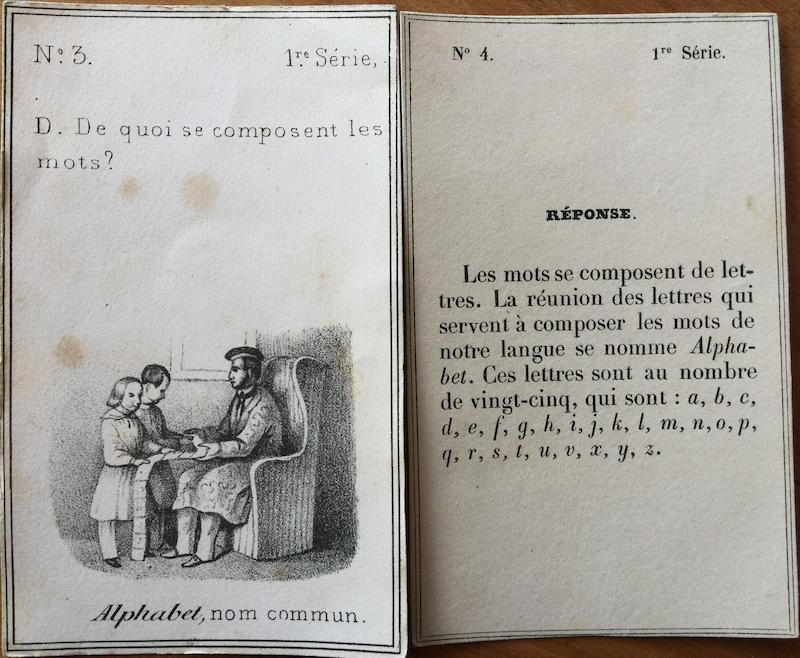 Nº 3. 1re Série,
D. De quoi se composent les
mots?
Alphabet, nom commun.
Nº 4. 1re Série.
RÉPONSE.
Les mots se composent de let-
tres. La réunion des lettres qui
servent à composer les mots de
notre langue se nomme Alpha-
bet. Ces lettres sont au nombre
de vingt-cinq, qui sont : a, b, c,
d, e, f, g, h, i, j, k, l, m, n, o, p,
q, r, s, t, u, v, x, y, z.